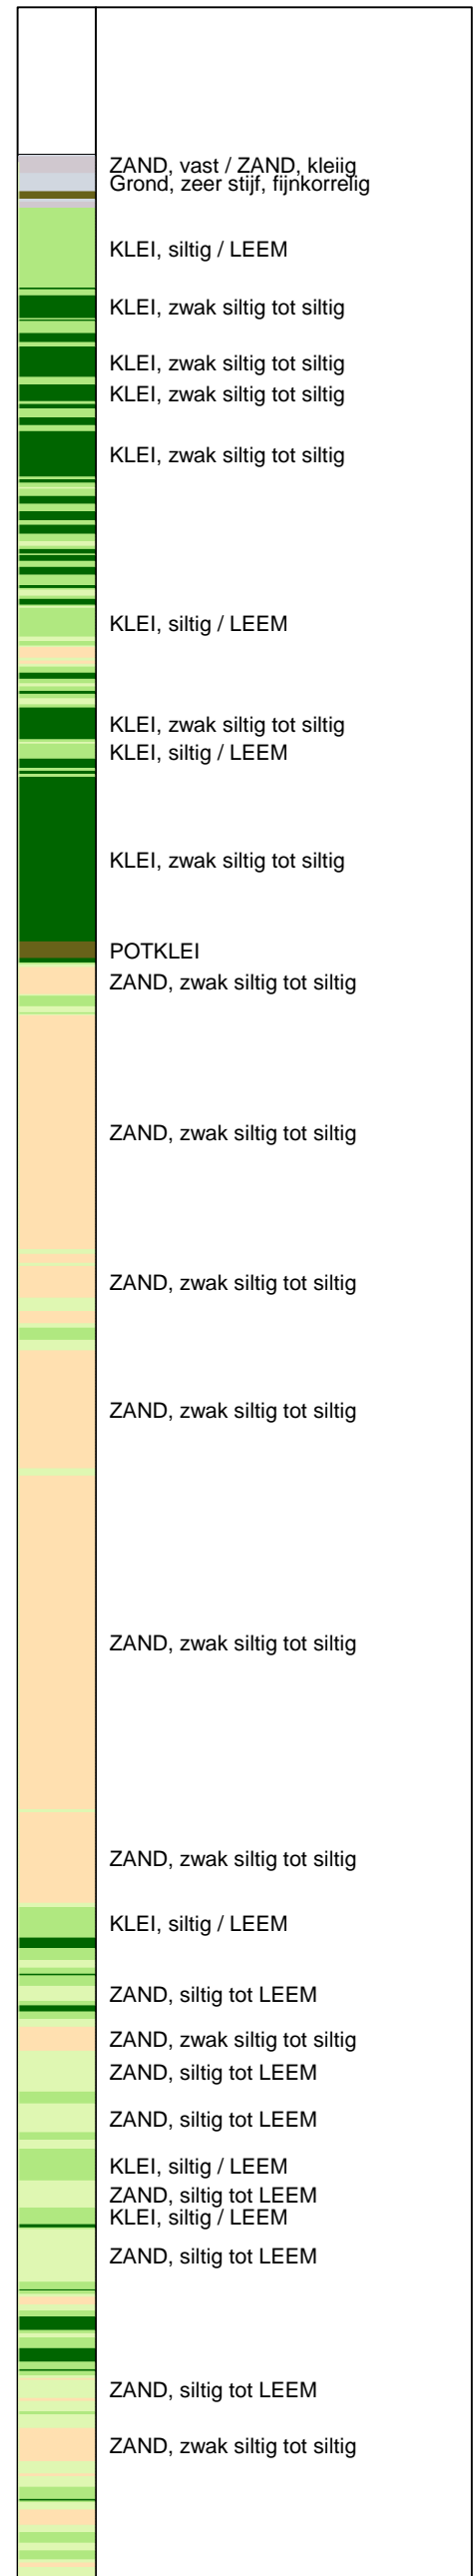 ZAND, vast / ZAND, kleiig
Grond, zeer stijf, fijnkorrelig
KLEI, siltig / LEEM
KLEI, zwak siltig tot siltig
KLEI, zwak siltig tot siltig
KLEI, zwak siltig tot siltig
KLEI, zwak siltig tot siltig
KLEI, siltig / LEEM
KLEI, zwak siltig tot siltig
KLEI, siltig / LEEM
KLEI, zwak siltig tot siltig
POTKLEI
ZAND, zwak siltig tot siltig
ZAND, zwak siltig tot siltig
ZAND, zwak siltig tot siltig
ZAND, zwak siltig tot siltig
ZAND, zwak siltig tot siltig
ZAND, zwak siltig tot siltig
KLEI, siltig / LEEM
ZAND, siltig tot LEEM
ZAND, zwak siltig tot siltig
ZAND, siltig tot LEEM
ZAND, siltig tot LEEM
KLEI, siltig / LEEM
ZAND, siltig tot LEEM
KLEI, siltig / LEEM
ZAND, siltig tot LEEM
ZAND, siltig tot LEEM
ZAND, zwak siltig tot siltig